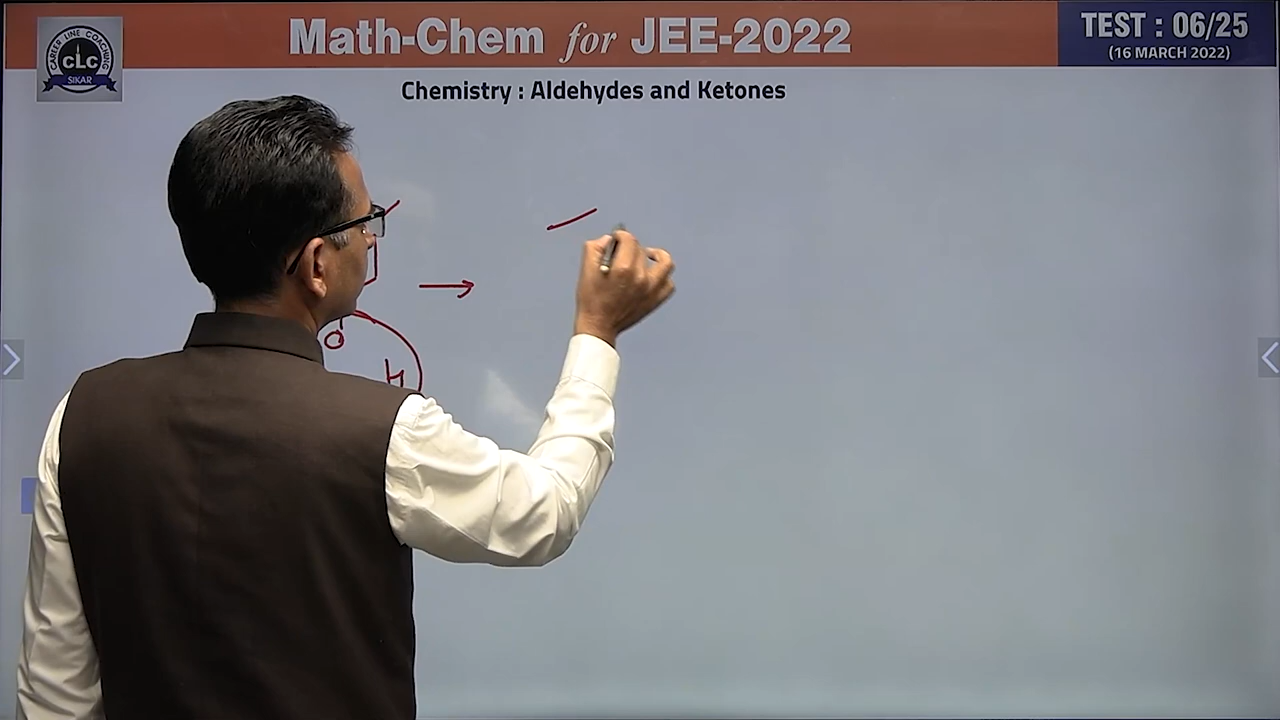 Math-Chem for JEE-2022
TEST : 06/25
(16 MARCH 2022)
CAREER LINE COACHING
CLC
SIKAR
Chemistry : Aldehydes and Ketones
O
H